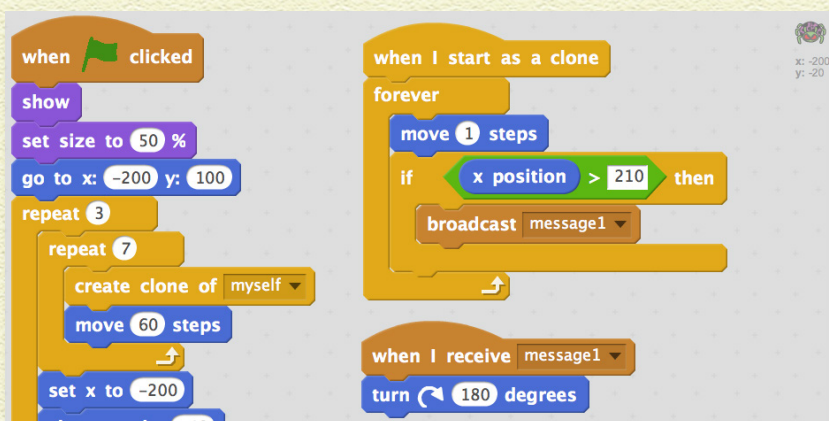 when clicked
show
set size to 50 %
go to x: -200 y: 100
repeat 3
repeat 7
create clone of myself
move 60 steps
set x to -200
when I start as a clone
forever
move 1 steps
if x position > 210 then
broadcast message1
when I receive message1
turn 180 degrees
x: -200
y: -20